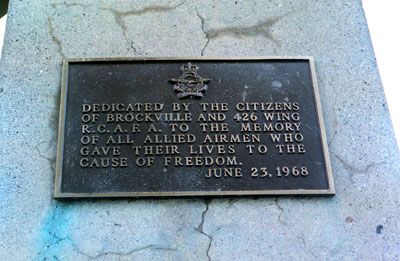 DEDICATED BY THE CITIZENS
OF BROCKVILLE AND 426 WING
R.C.A.F.A. TO THE MEMORY
OF ALL ALLIED AIRMEN WHO
GAVE THEIR LIVES TO THE
CAUSE OF FREEDOM.
JUNE 23, 1968